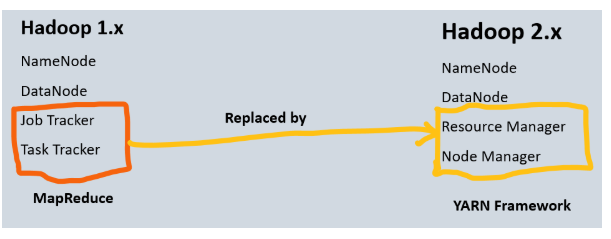 Hadoop 1.x
NameNode
DataNode
Job Tracker
Task Tracker
MapReduce
Replaced by
Hadoop 2.x
NameNode
DataNode
Resource Manager
Node Manager
YARN Framework